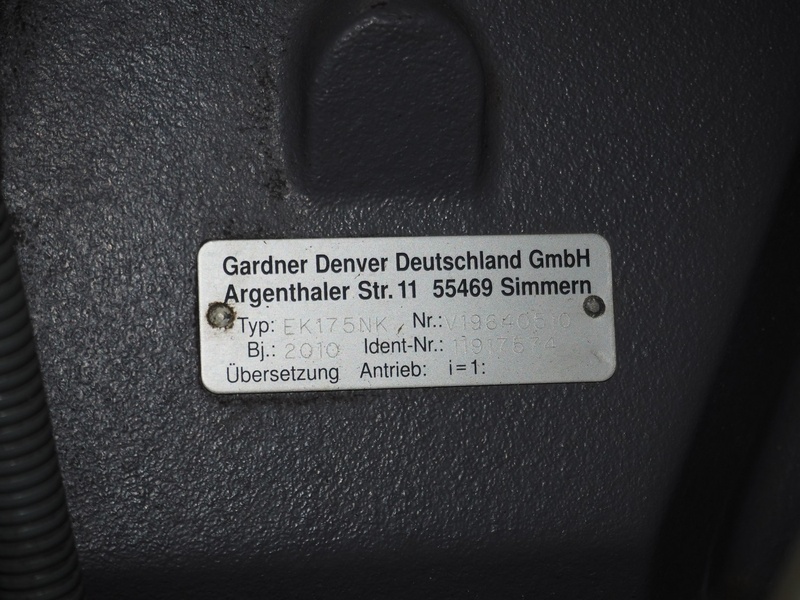 Gardner Denver Deutschland GmbH
Argenthaler Str. 11 55469 Simmern
Typ: EK175NK Nr.:
Bj.: 2010 Ident-Nr.: 11917674
Übersetzung Antrieb: i=1: